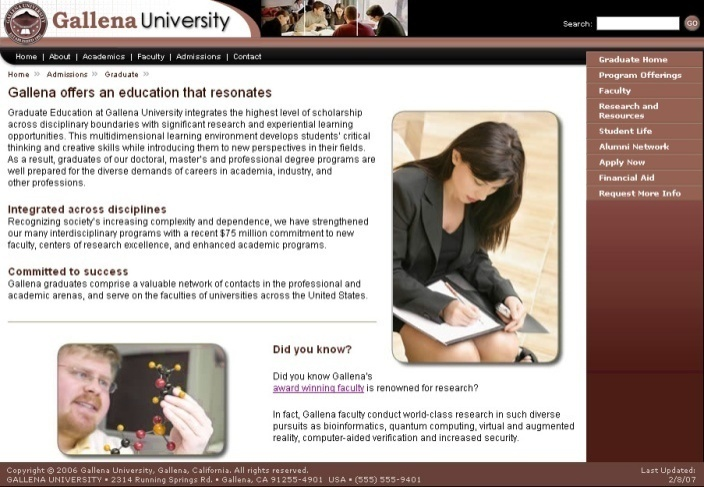 GALLENA UNIVERSITY
Gallena University
Search:
GO
Home | About | Academics | Faculty | Admissions | Contact
Home » Admissions » Graduate »
Gallena offers an education that resonates
Graduate Education at Gallena University integrates the highest level of scholarship
across disciplinary boundaries with significant research and experiential learning
opportunities. This multidimensional learning environment develops students' critical
thinking and creative skills while introducing them to new perspectives in their fields.
As a result, graduates of our doctoral, master's and professional degree programs are
well prepared for the diverse demands of careers in academia, industry, and
other professions.
Integrated across disciplines
Recognizing society's increasing complexity and dependence, we have strengthened
our many interdisciplinary programs with a recent $75 million commitment to new
faculty, centers of research excellence, and enhanced academic programs.
Committed to success
Gallena graduates comprise a valuable network of contacts in the professional and
academic arenas, and serve on the faculties of universities across the United States.
Did you know?
Did you know Gallena's
award winning faculty is renowned for research?
In fact, Gallena faculty conduct world-class research in such diverse
pursuits as bioinformatics, quantum computing, virtual and augmented
reality, computer-aided verification and increased security.
Graduate Home
Program Offerings
Faculty
Research and
Resources
Student Life
Alumni Network
Apply Now
Financial Aid
Request More Info
Copyright © 2006 Gallena University, Gallena, California. All rights reserved.
GALLENA UNIVERSITY • 2314 Running Springs Rd. • Gallena, CA 91255-4901 USA • (555) 555-9401
Last Updated:
2/8/07